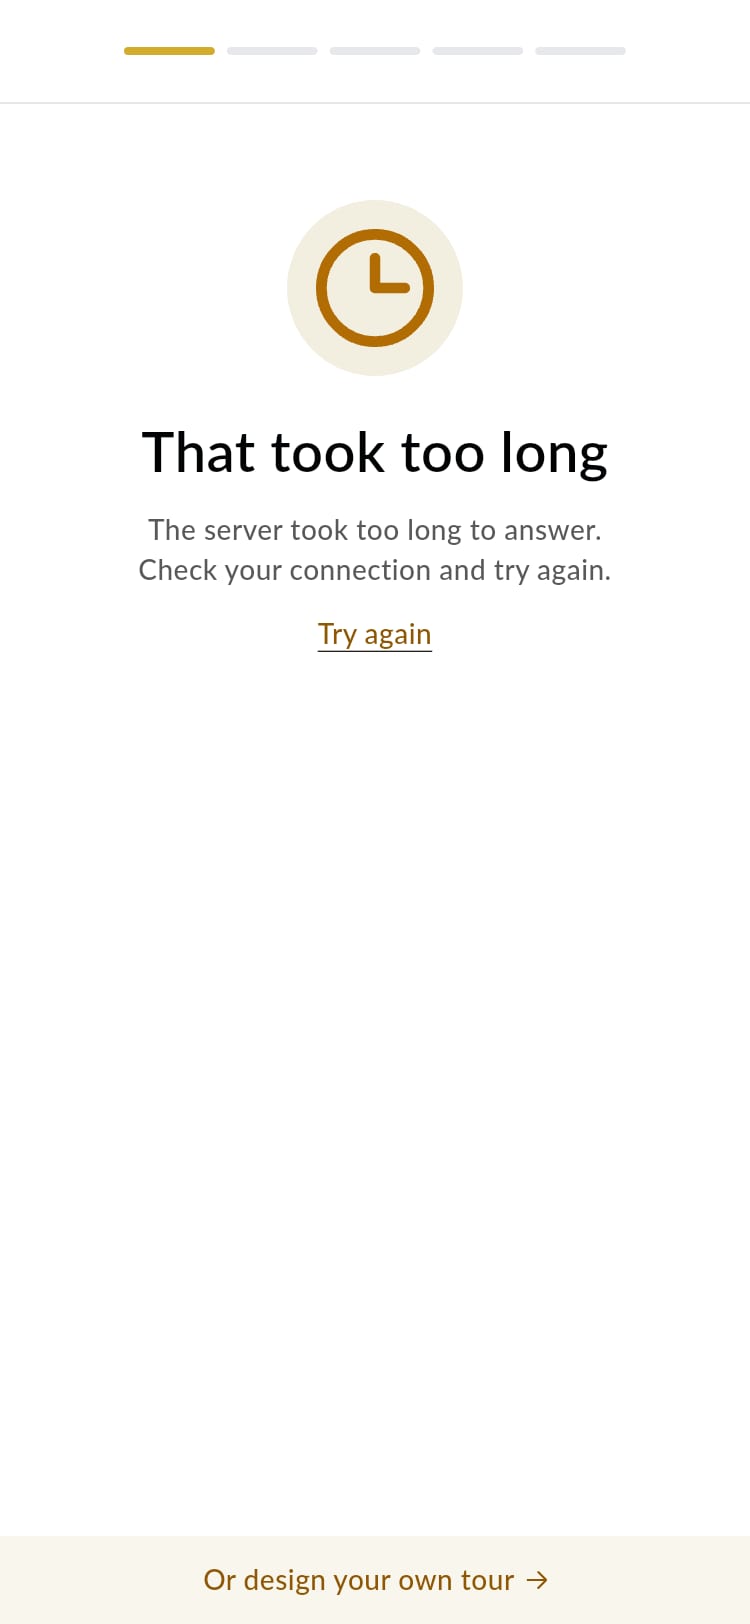 That took too long
The server took too long to answer.
Check your connection and try again.
Try again
Or design your own tour →